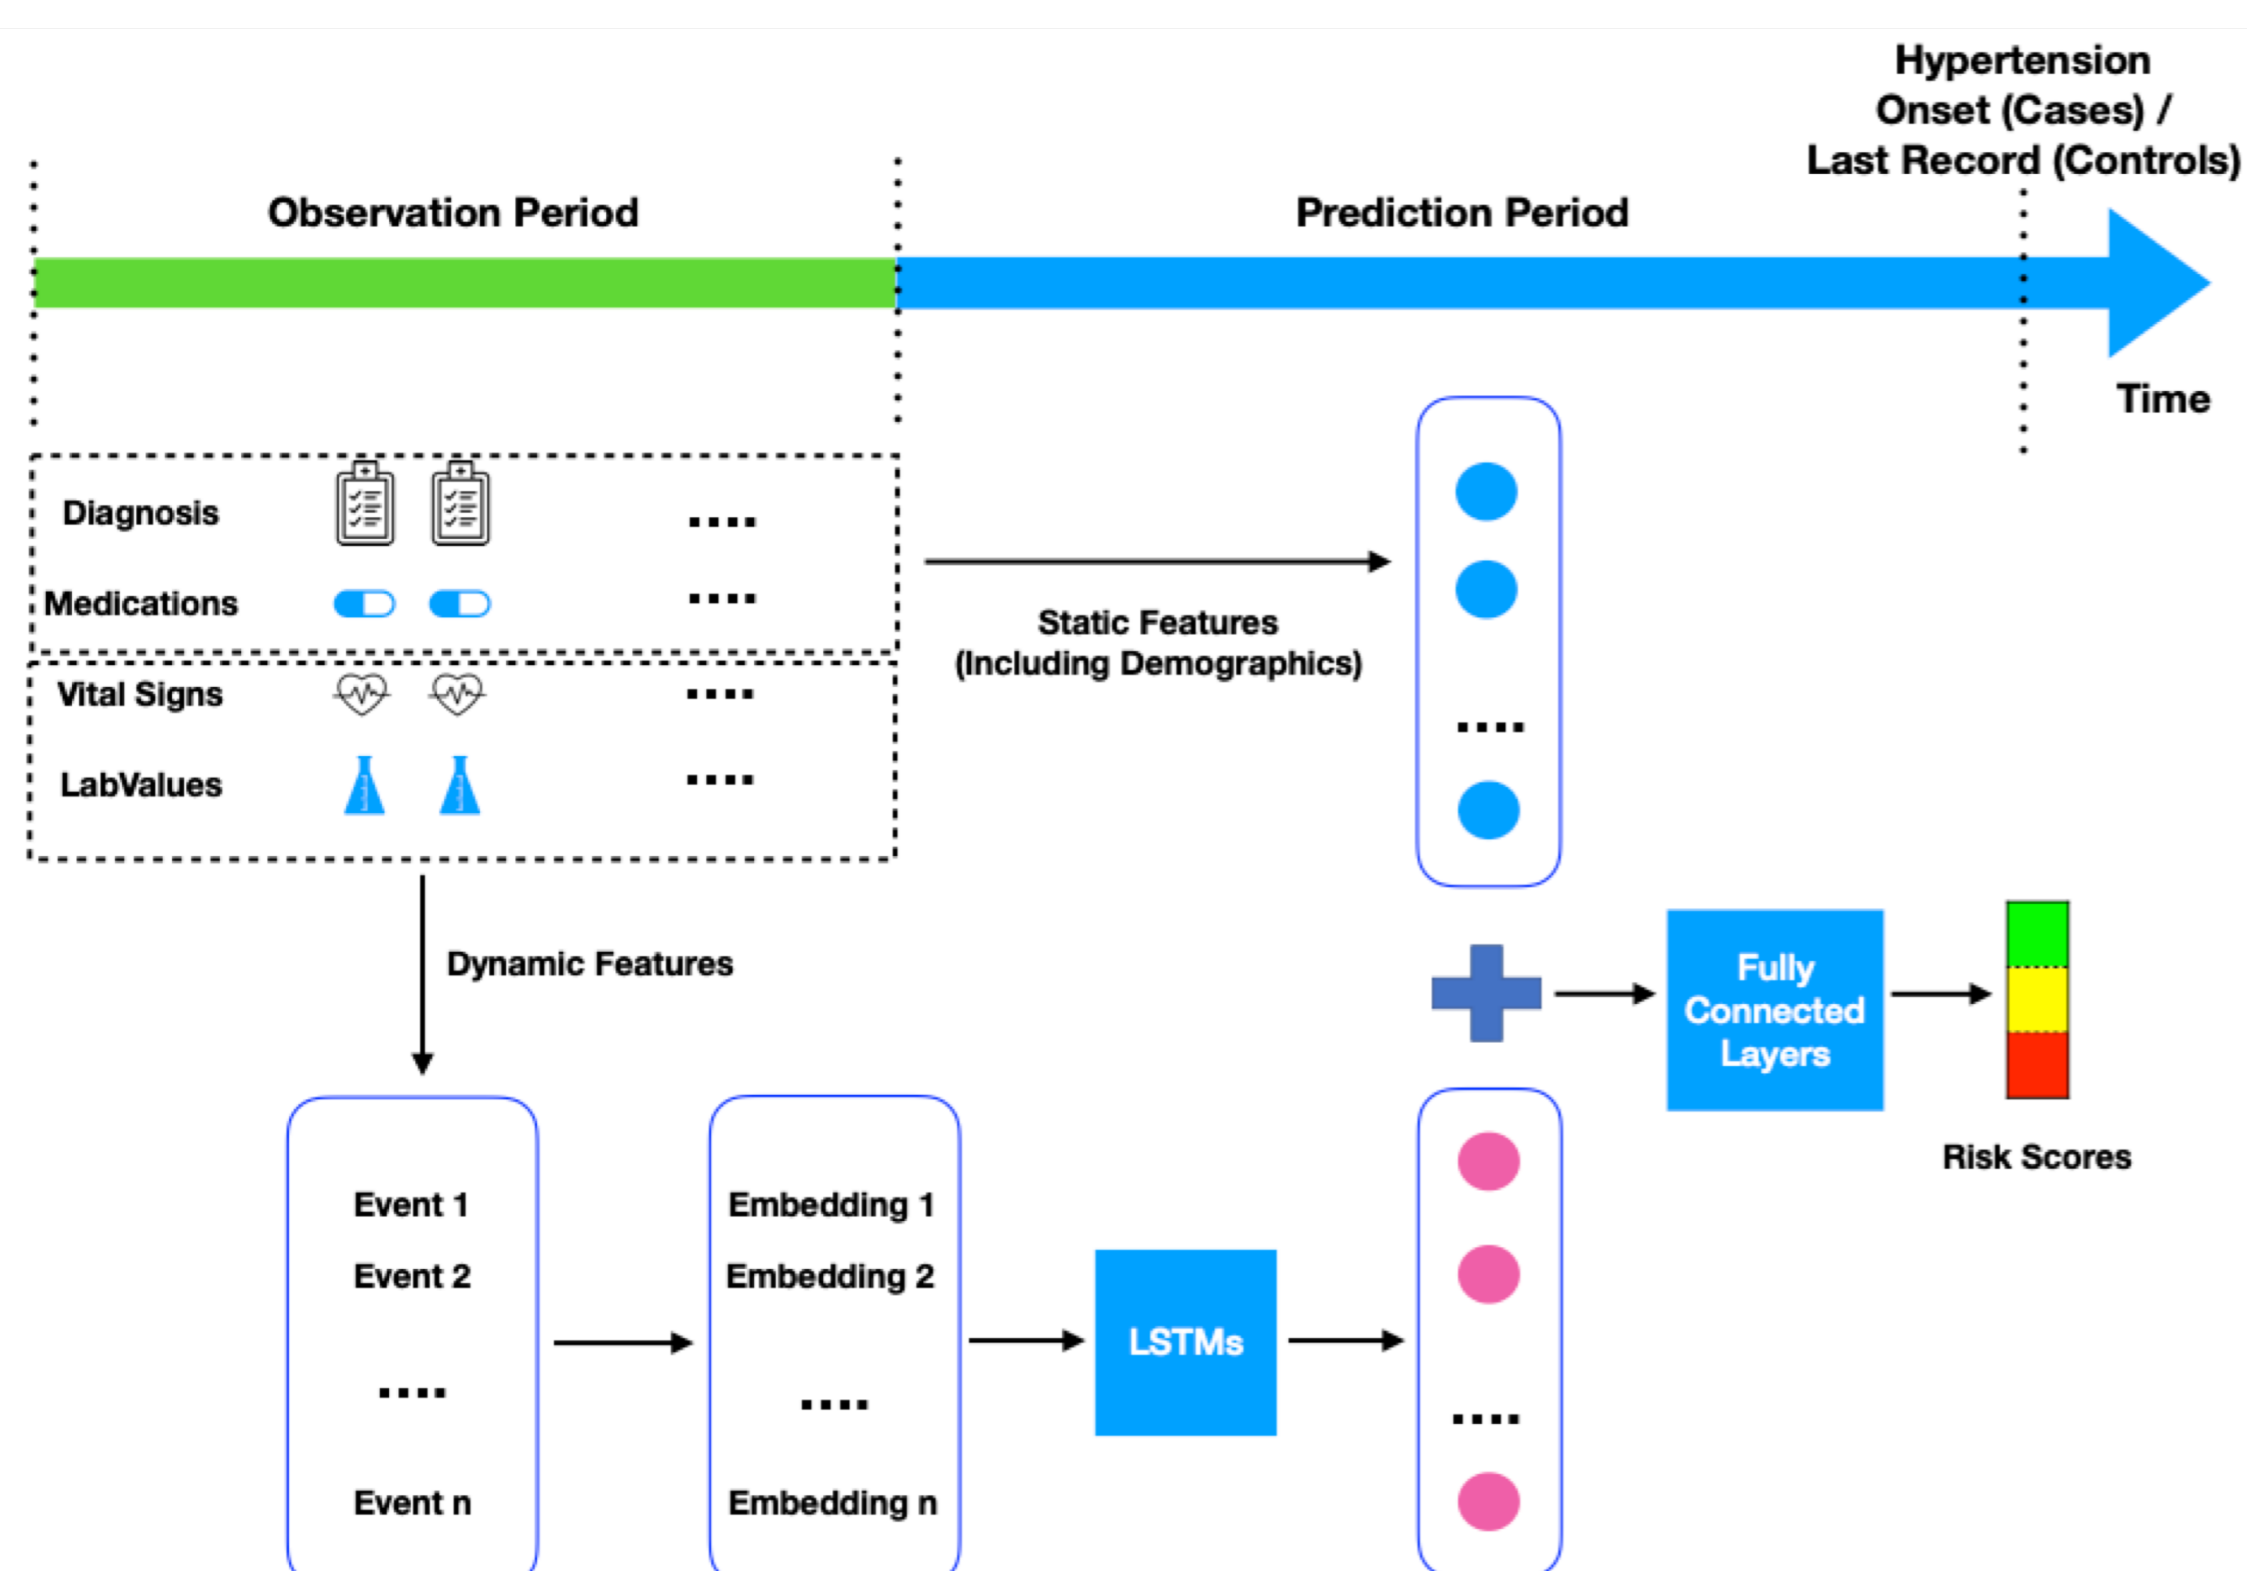 Hypertension
Onset (Cases) /
Last Record (Controls)
Observation Period
Prediction Period
Time
Diagnosis
....
Medications
....
Static Features
(Including Demographics)
Vital Signs
....
LabValues
....
....
Dynamic Features
Fully
Connected
Layers
Risk Scores
Event 1
Event 2
....
Event n
Embedding 1
Embedding 2
....
Embedding n
LSTMs
....